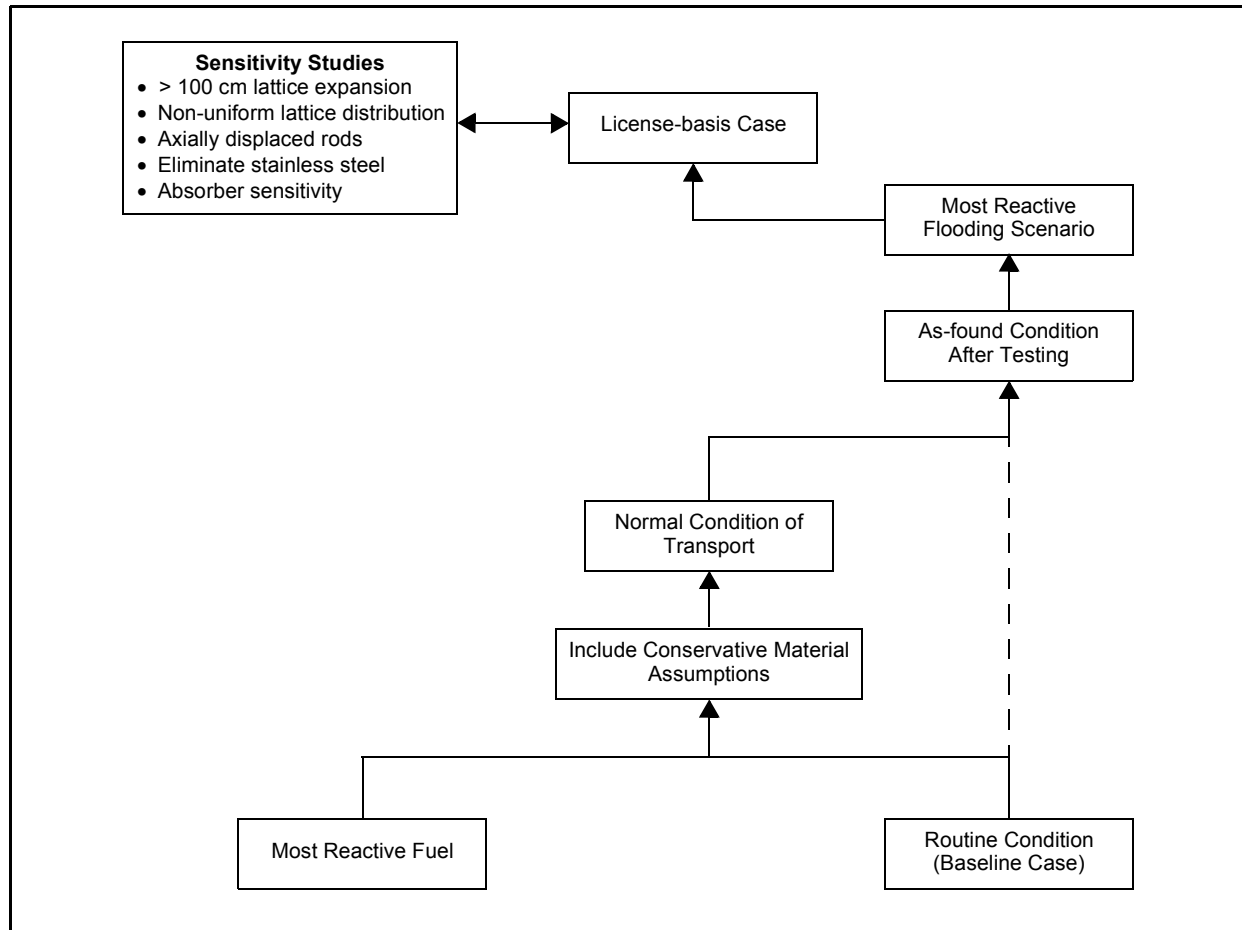 Sensitivity Studies
• > 100 cm lattice expansion
• Non-uniform lattice distribution
• Axially displaced rods
• Eliminate stainless steel
• Absorber sensitivity
License-basis Case
Most Reactive
Flooding Scenario
As-found Condition
After Testing
Normal Condition of
Transport
Include Conservative Material
Assumptions
Most Reactive Fuel
Routine Condition
(Baseline Case)